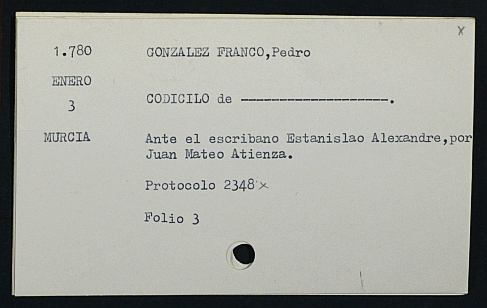 x
1.780 GONZALEZ FRANCO,Pedro
ENERO
3 CODICILO de -------------------.
MURCIA Ante el escribano Estanislao Alexandre,por
Juan Mateo Atienza.
Protocolo 2348 x
Folio 3